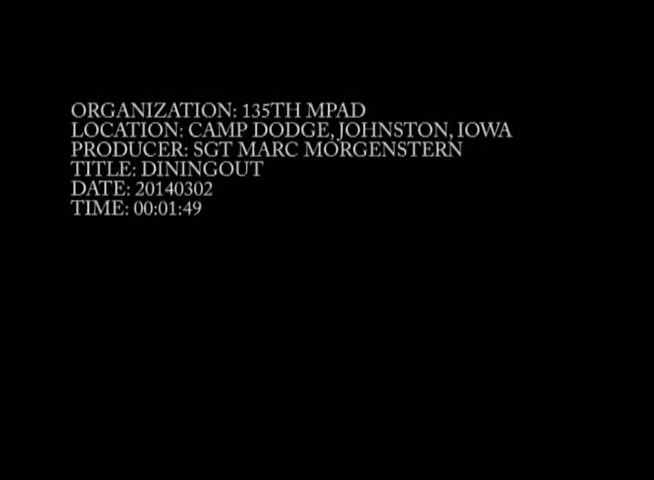 ORGANIZATION: 135TH MPAD
LOCATION: CAMP DODGE, JOHNSTON, IOWA
PRODUCER: SGT MARC MORGENSTERN
TITLE: DININGOUT
DATE: 20140302
TIME: 00:01:49